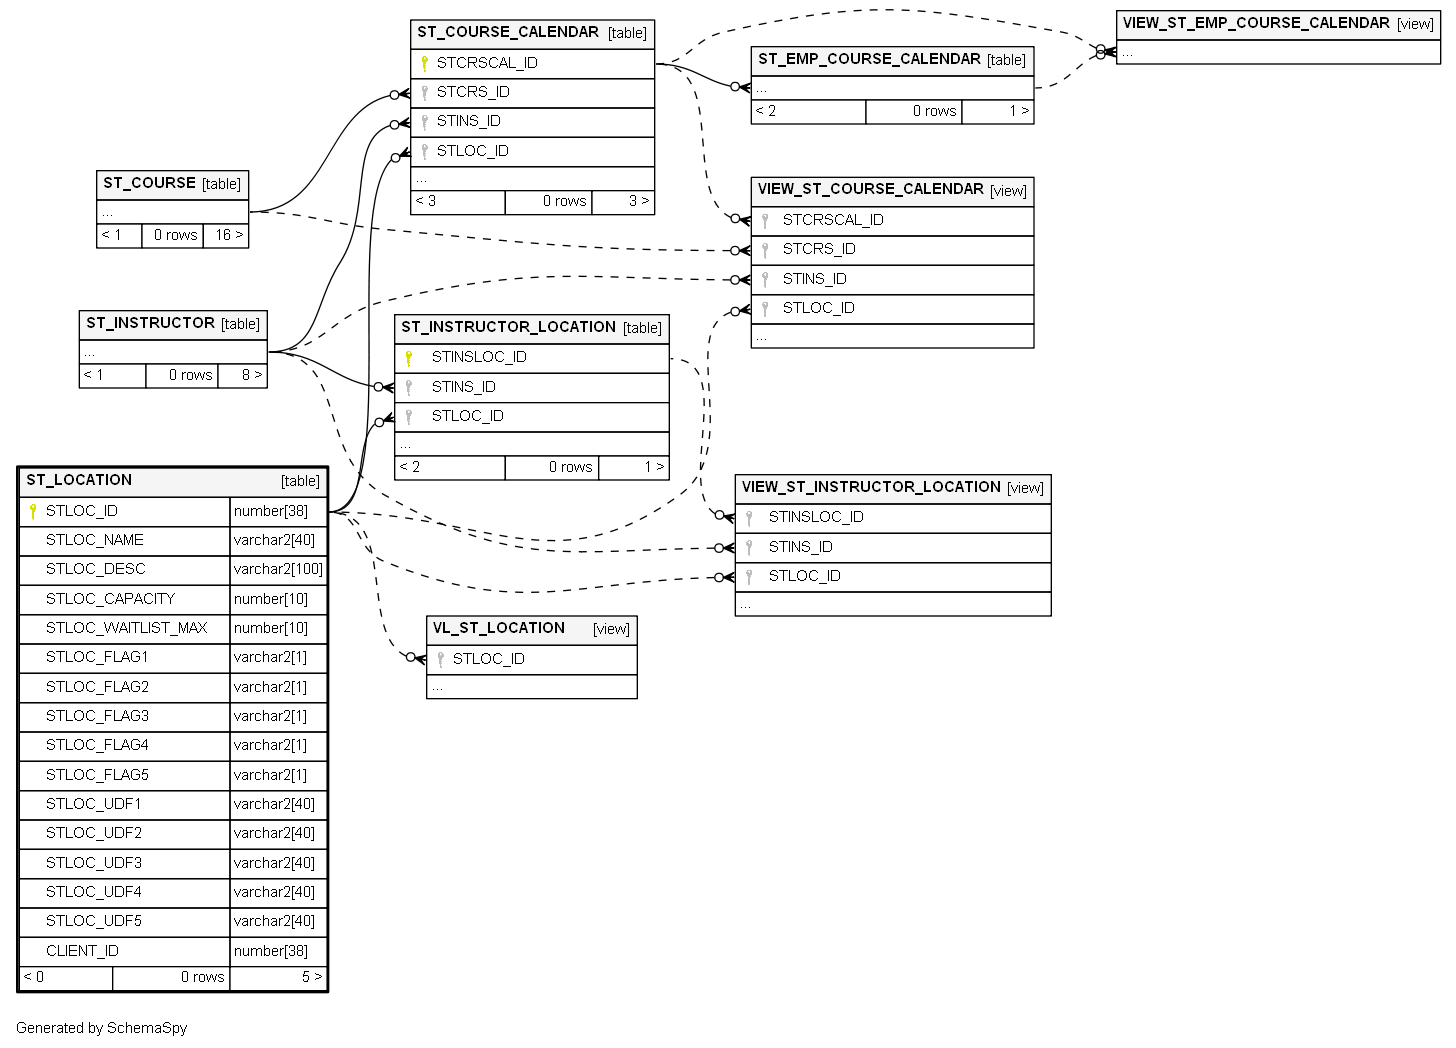 ST_COURSE_CALENDAR [table]
STCRSCAL_ID
STCRS_ID
STINS_ID
STLOC_ID
...
< 3 0 rows 3 >
VIEW_ST_EMP_COURSE_CALENDAR [view]
...
ST_EMP_COURSE_CALENDAR [table]
...
< 2 0 rows 1 >
ST_COURSE [table]
...
< 1 0 rows 16 >
VIEW_ST_COURSE_CALENDAR [view]
STCRSCAL_ID
STCRS_ID
STINS_ID
STLOC_ID
...
ST_INSTRUCTOR [table]
...
< 1 0 rows 8 >
ST_INSTRUCTOR_LOCATION [table]
STINSLOC_ID
STINS_ID
STLOC_ID
...
< 2 0 rows 1 >
ST_LOCATION [table]
STLOC_ID number[38]
STLOC_NAME varchar2[40]
STLOC_DESC varchar2[100]
STLOC_CAPACITY number[10]
STLOC_WAITLIST_MAX number[10]
STLOC_FLAG1 varchar2[1]
STLOC_FLAG2 varchar2[1]
STLOC_FLAG3 varchar2[1]
STLOC_FLAG4 varchar2[1]
STLOC_FLAG5 varchar2[1]
STLOC_UDF1 varchar2[40]
STLOC_UDF2 varchar2[40]
STLOC_UDF3 varchar2[40]
STLOC_UDF4 varchar2[40]
STLOC_UDF5 varchar2[40]
CLIENT_ID number[38]
< 0 0 rows 5 >
VIEW_ST_INSTRUCTOR_LOCATION [view]
STINSLOC_ID
STINS_ID
STLOC_ID
...
VL_ST_LOCATION [view]
STLOC_ID
...
Generated by SchemaSpy